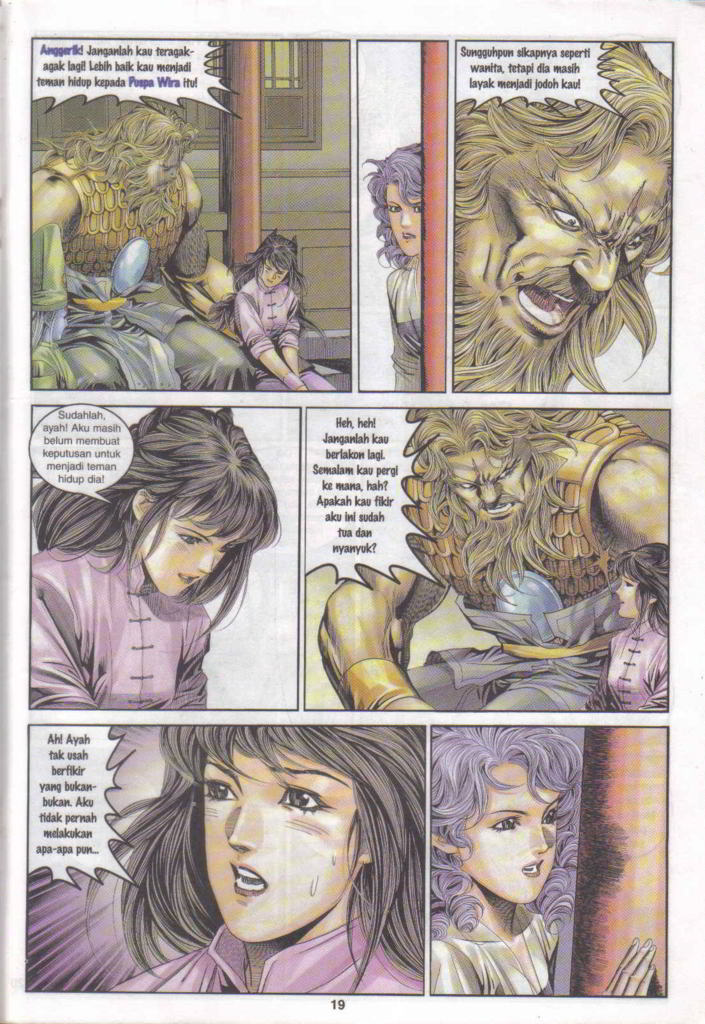 Anggerik! Janganlah kau teragak-
agak lagi! Lebih baik kau menjadi
teman hidup kepada Puspa Wira itu!
Sungguhpun sikapnya seperti
wanita, tetapi dia masih
layak menjadi jodoh kau!
Sudahlah,
ayah! Aku masih
belum membuat
keputusan untuk
menjadi teman
hidup dia!
Heh, heh!
Janganlah kau
berlakon lagi.
Semalam kau pergi
ke mana, hah?
Apakah kau fikir
aku ini sudah
tua dan
nyanyuk?
Ah! Ayah
tak usah
berfikir
yang bukan-
bukan. Aku
tidak pernah
melakukan
apa-apa pun...
19